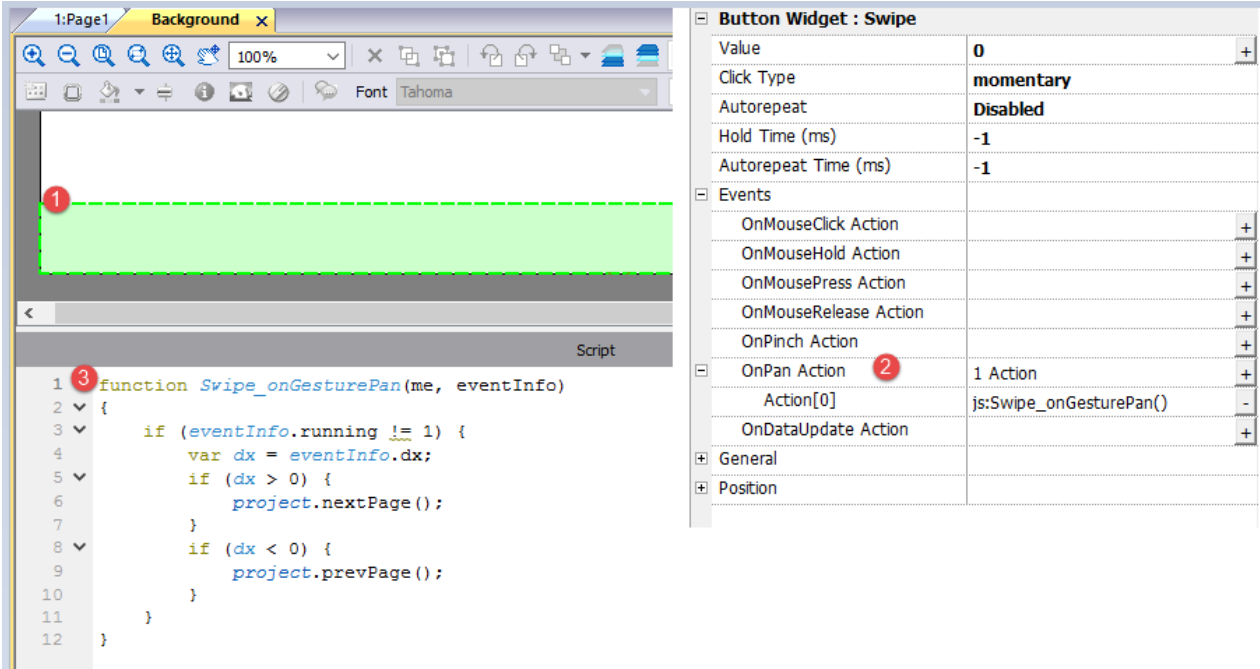 1:Page1 Background x
100%
Font Tahoma
1
Script
3
1 function Swipe_onGesturePan(me, eventInfo)
2 {
3 if (eventInfo.running != 1) {
4 var dx = eventInfo.dx;
5 if (dx > 0) {
6 project.nextPage();
7 }
8 if (dx < 0) {
9 project.prevPage();
10 }
11 }
12 }
Button Widget : Swipe
Value 0 +
Click Type momentary
Autorepeat Disabled
Hold Time (ms) -1
Autorepeat Time (ms) -1
Events
OnMouseClick Action +
OnMouseHold Action +
OnMousePress Action +
OnMouseRelease Action +
OnPinch Action +
OnPan Action 2 1 Action +
Action[0] js:Swipe_onGesturePan() -
OnDataUpdate Action +
General
Position